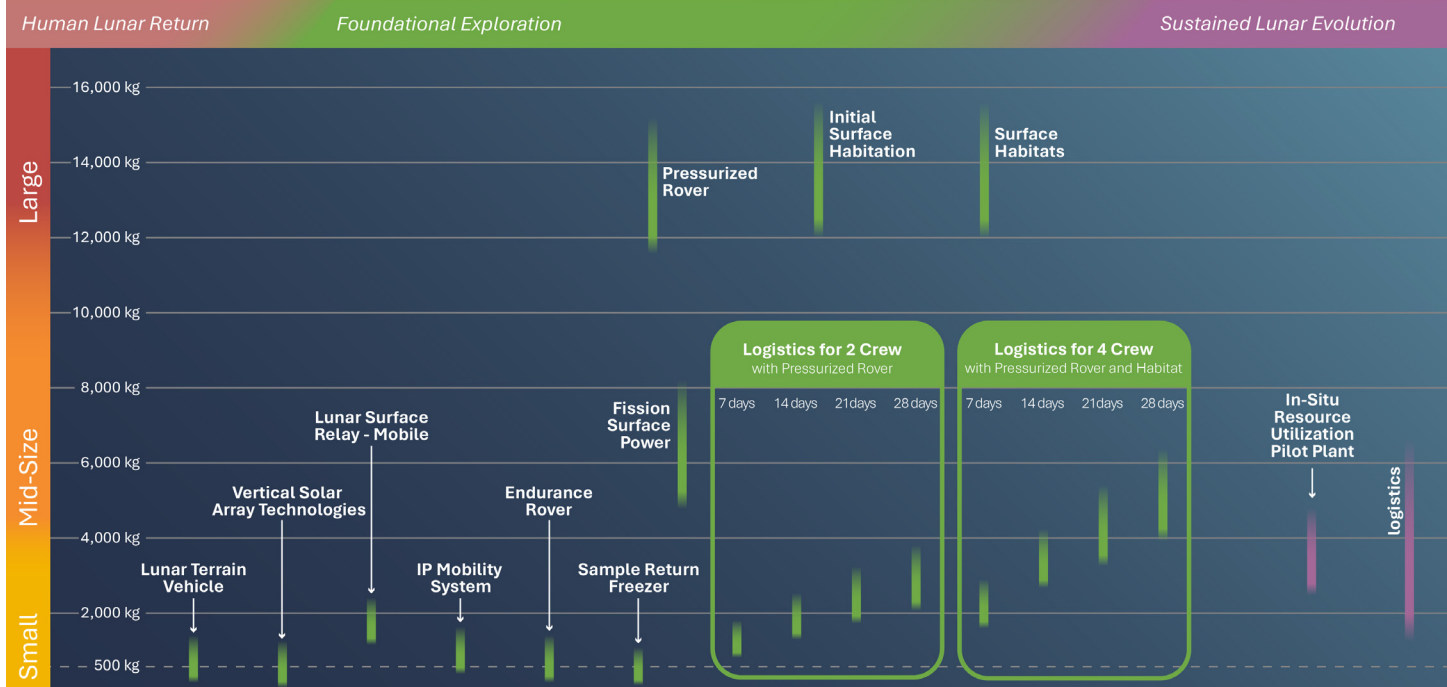 Human Lunar Return
Foundational Exploration
Sustained Lunar Evolution
Large
Mid-Size
Small
16,000 kg
14,000 kg
12,000 kg
10,000 kg
8,000 kg
6,000 kg
4,000 kg
2,000 kg
500 kg
Lunar Terrain
Vehicle
Vertical Solar
Array Technologies
Lunar Surface
Relay - Mobile
IP Mobility
System
Endurance
Rover
Sample Return
Freezer
Fission
Surface
Power
Pressurized
Rover
Initial
Surface
Habitation
Surface
Habitats
Logistics for 2 Crew
with Pressurized Rover
7 days 14 days 21 days 28 days
Logistics for 4 Crew
with Pressurized Rover and Habitat
7 days 14 days 21 days 28 days
In-Situ
Resource
Utilization
Pilot Plant
logistics